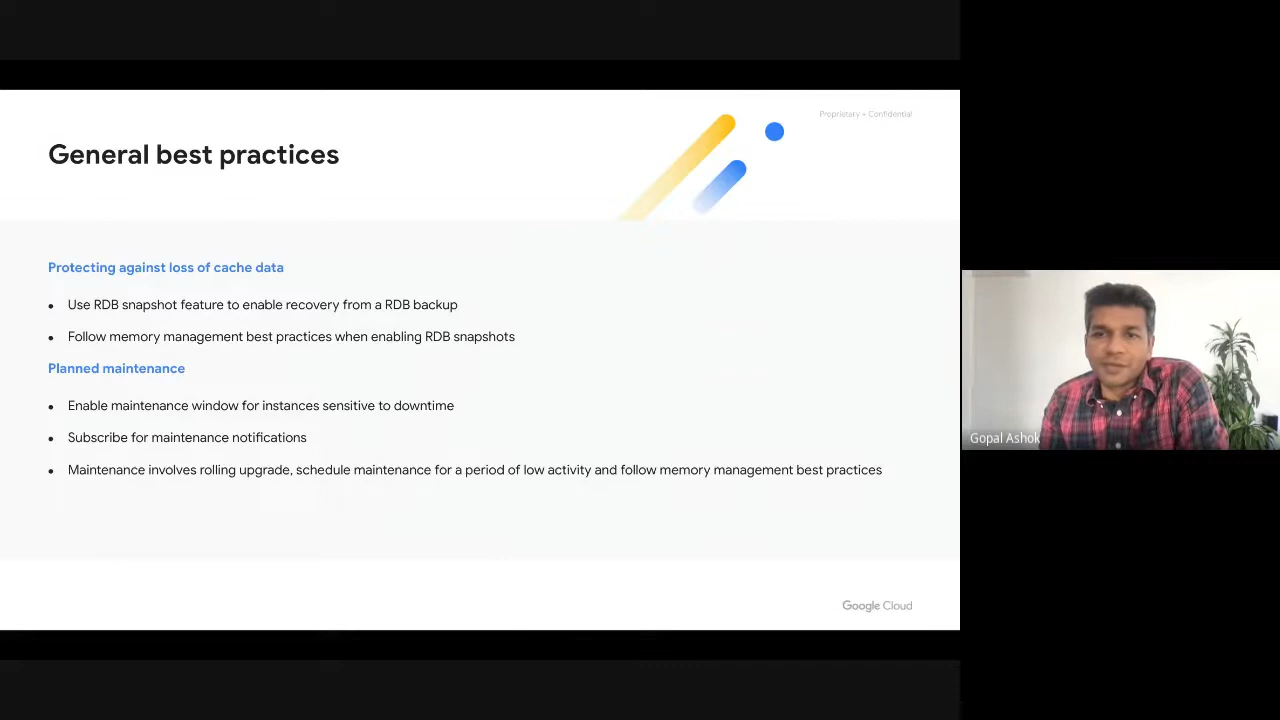 Proprietary + Confidential
General best practices
Protecting against loss of cache data
• Use RDB snapshot feature to enable recovery from a RDB backup
• Follow memory management best practices when enabling RDB snapshots
Planned maintenance
• Enable maintenance window for instances sensitive to downtime
• Subscribe for maintenance notifications
• Maintenance involves rolling upgrade, schedule maintenance for a period of low activity and follow memory management best practices
Gopal Ashok
Google Cloud